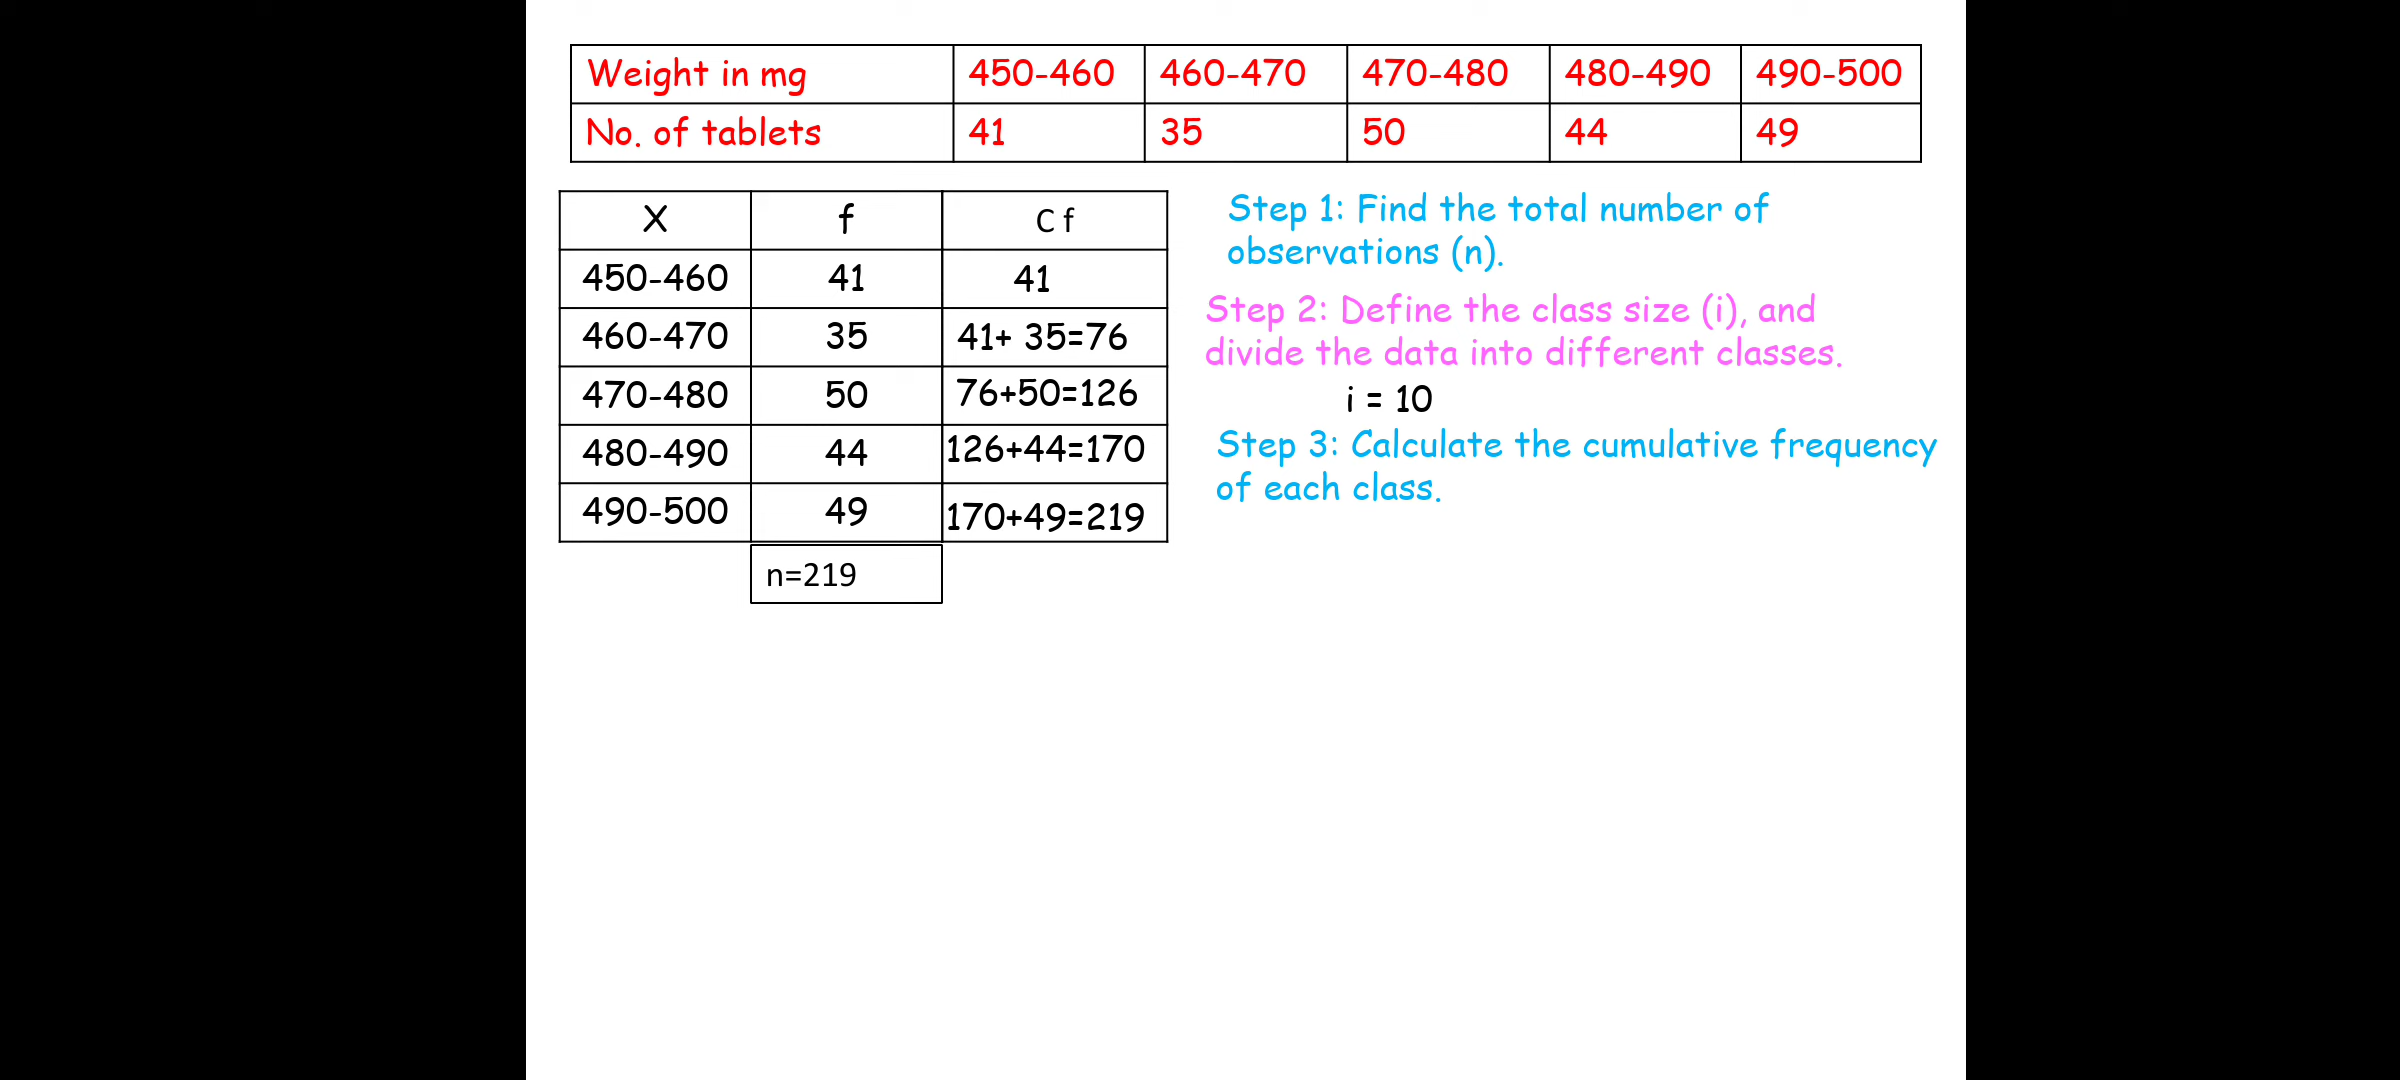 Weight in mg 450-460 460-470 470-480 480-490 490-500
No. of tablets 41 35 50 44 49
X f C f
450-460 41 41
460-470 35 41+ 35=76
470-480 50 76+50=126
480-490 44 126+44=170
490-500 49 170+49=219
n=219
Step 1: Find the total number of
observations (n).
Step 2: Define the class size (i), and
divide the data into different classes.
i = 10
Step 3: Calculate the cumulative frequency
of each class.